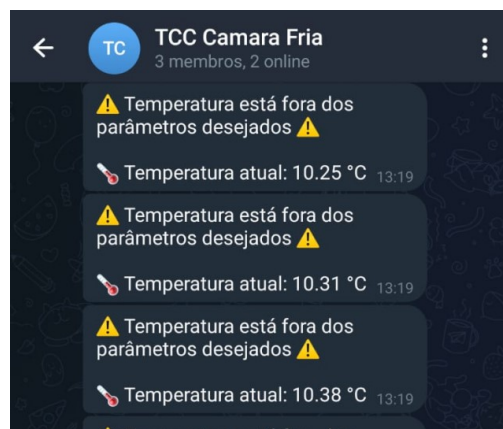 TC
TCC Camara Fria
3 membros, 2 online
⚠️ Temperatura está fora dos
parâmetros desejados ⚠️
🌡️ Temperatura atual: 10.25 °C 13:19
⚠️ Temperatura está fora dos
parâmetros desejados ⚠️
🌡️ Temperatura atual: 10.31 °C 13:19
⚠️ Temperatura está fora dos
parâmetros desejados ⚠️
🌡️ Temperatura atual: 10.38 °C 13:19